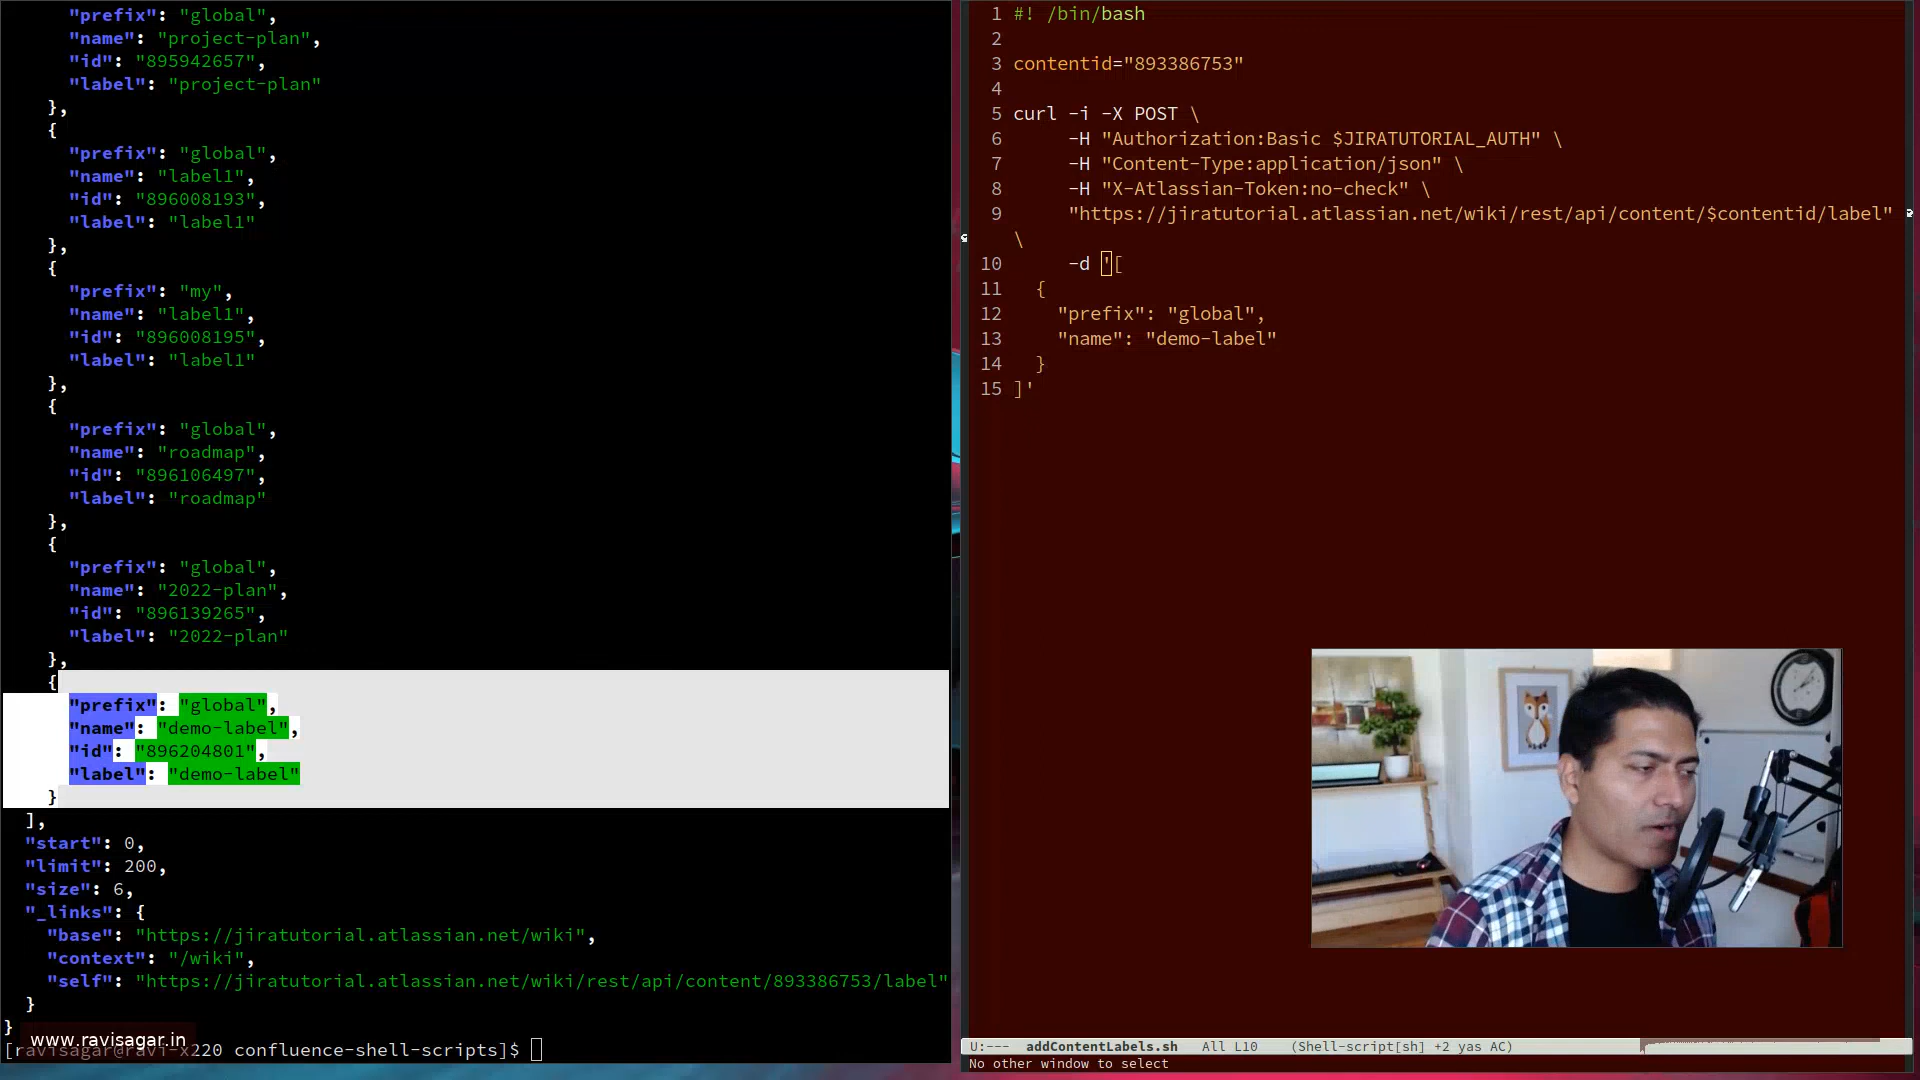 "prefix": "global",
"name": "project-plan",
"id": "895942657",
"label": "project-plan"
},
{
"prefix": "global",
"name": "label1",
"id": "896008193",
"label": "label1"
},
{
"prefix": "my",
"name": "label1",
"id": "896008195",
"label": "label1"
},
{
"prefix": "global",
"name": "roadmap",
"id": "896106497",
"label": "roadmap"
},
{
"prefix": "global",
"name": "2022-plan",
"id": "896139265",
"label": "2022-plan"
},
{
"prefix": "global",
"name": "demo-label",
"id": "896204801",
"label": "demo-label"
}
],
"start": 0,
"limit": 200,
"size": 6,
"_links": {
"base": "https://jiratutorial.atlassian.net/wiki",
"context": "/wiki",
"self": "https://jiratutorial.atlassian.net/wiki/rest/api/content/893386753/label"
}
}
www.ravisagar.in
[ravisagar@ravi-x220 confluence-shell-scripts]$
1 #! /bin/bash
2
3 contentid="893386753"
4
5 curl -i -X POST \
6 -H "Authorization:Basic $JIRATUTORIAL_AUTH" \
7 -H "Content-Type:application/json" \
8 -H "X-Atlassian-Token:no-check" \
9 "https://jiratutorial.atlassian.net/wiki/rest/api/content/$contentid/label"
\
10 -d '[
11 {
12 "prefix": "global",
13 "name": "demo-label"
14 }
15 ]'
U:--- addContentLabels.sh All L10 (Shell-script[sh] +2 yas AC)
No other window to select